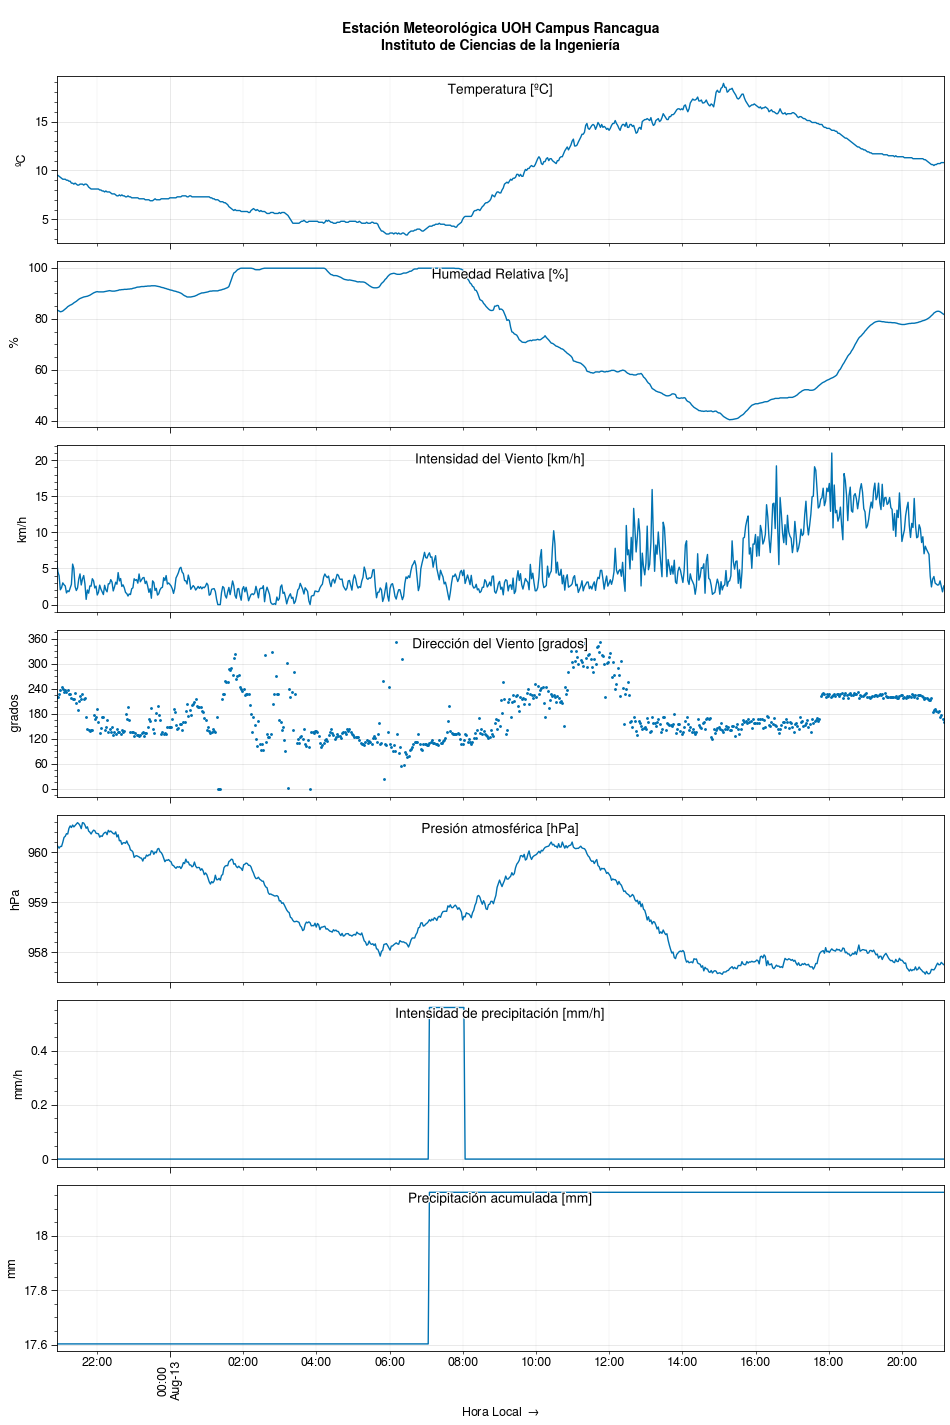 Estación Meteorológica UOH Campus Rancagua
Instituto de Ciencias de la Ingeniería
Temperatura [ºC]
ºC
15
10
5
Humedad Relativa [%]
%
100
80
60
40
Intensidad del Viento [km/h]
km/h
20
15
10
5
0
Dirección del Viento [grados]
grados
360
300
240
180
120
60
0
Presión atmosférica [hPa]
hPa
960
959
958
Intensidad de precipitación [mm/h]
mm/h
0.4
0.2
0
Precipitación acumulada [mm]
mm
18
17.8
17.6
22:00
00:00
Aug-13
02:00
04:00
06:00
08:00
10:00
12:00
14:00
16:00
18:00
20:00
Hora Local →